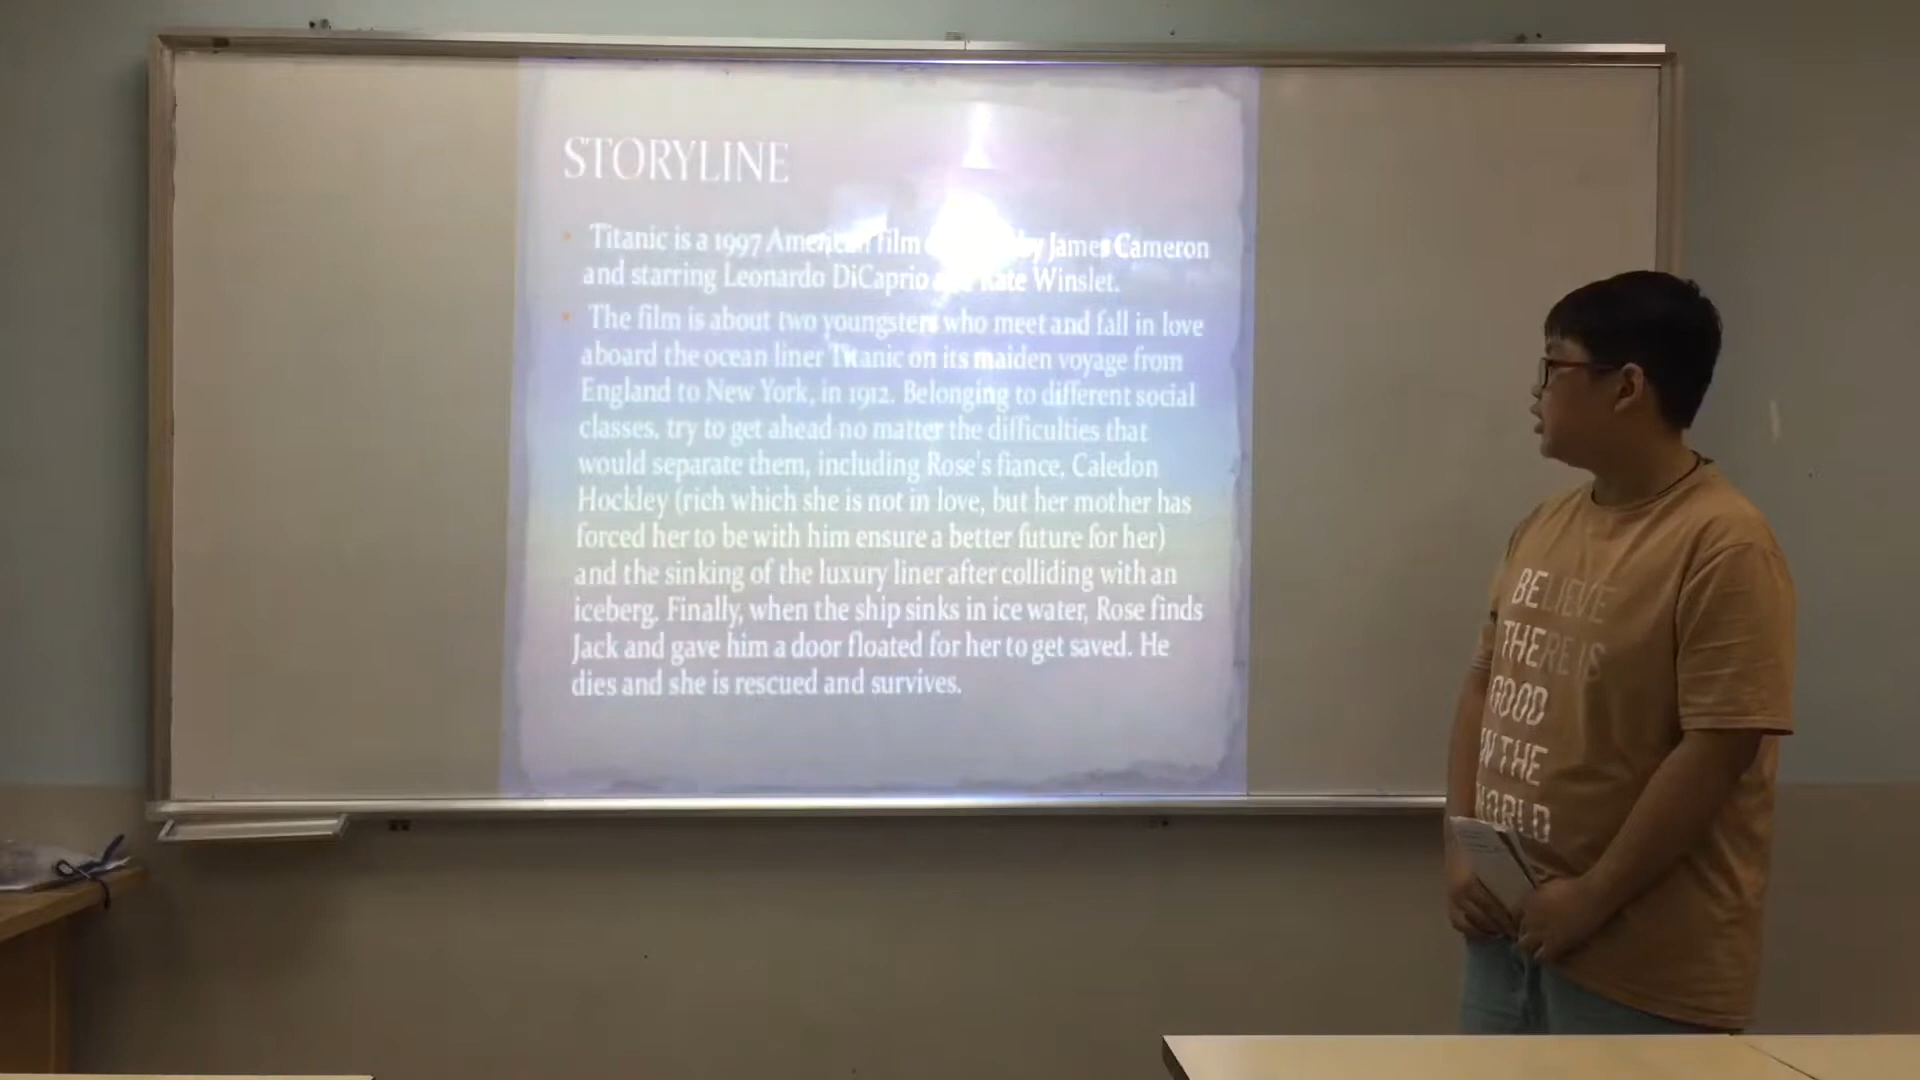 STORYLINE
Titanic is a 1997 American film by James Cameron
and starring Leonardo DiCaprio Kate Winslet.
The film is about two youngsters who meet and fall in love
aboard the ocean liner Titanic on its maiden voyage from
England to New York, in 1912. Belonging to different social
classes, try to get ahead no matter the difficulties that
would separate them, including Rose's fiance, Caledon
Hockley (rich which she is not in love, but her mother has
forced her to be with him ensure a better future for her)
and the sinking of the luxury liner after colliding with an
iceberg. Finally, when the ship sinks in ice water, Rose finds
Jack and gave him a door floated for her to get saved. He
dies and she is rescued and survives.
BELIEVE
THERE IS
GOOD
IN THE
WORLD